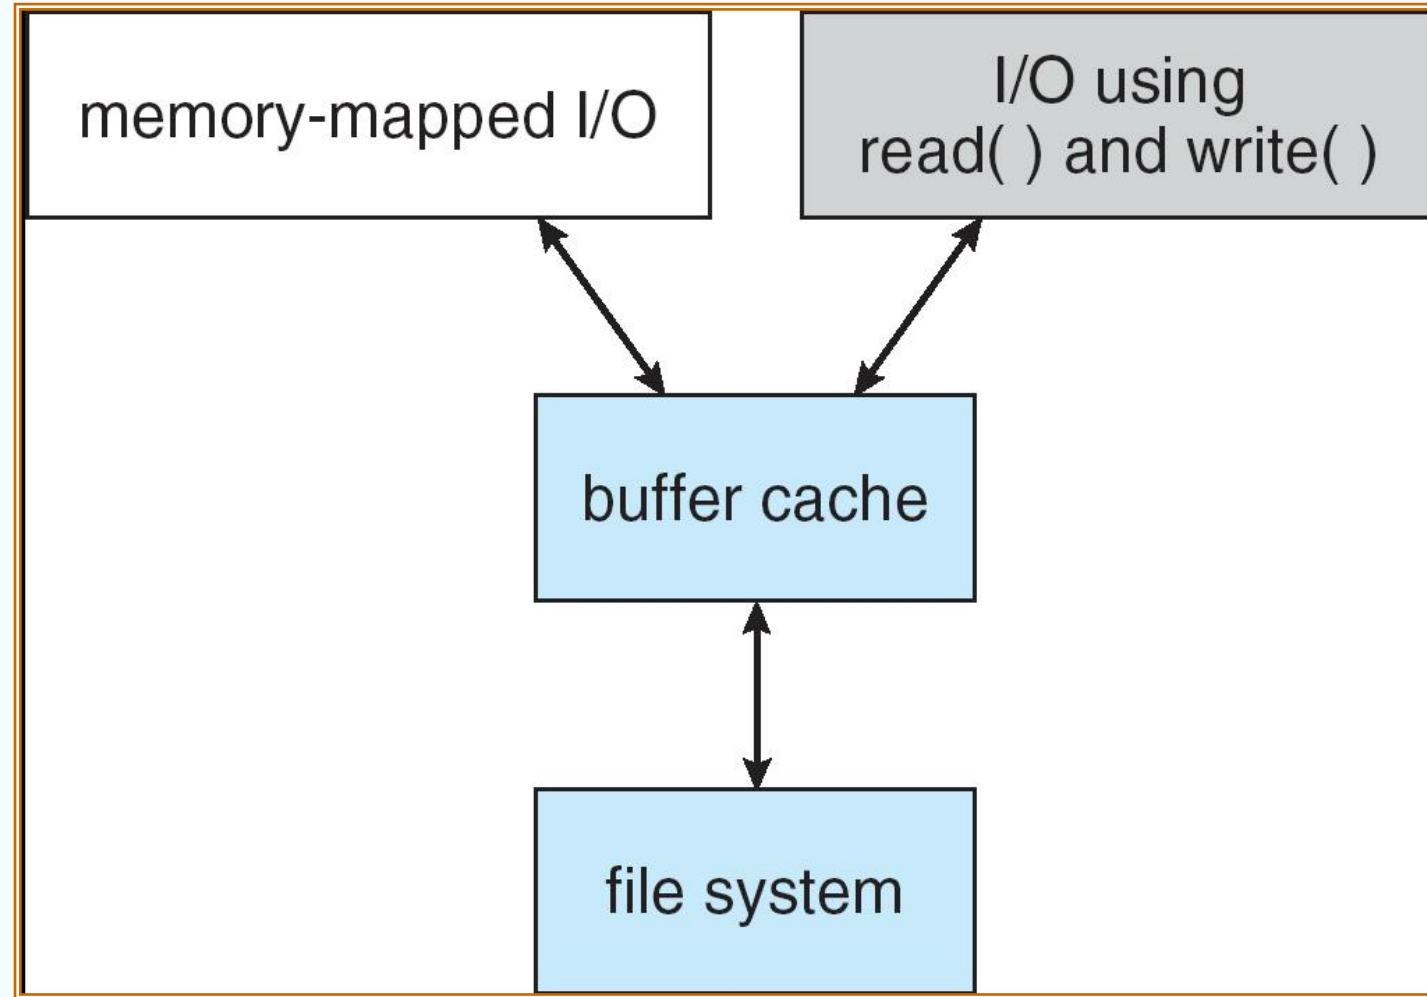 memory-mapped I/O
I/O using
read( ) and write( )
buffer cache
file system